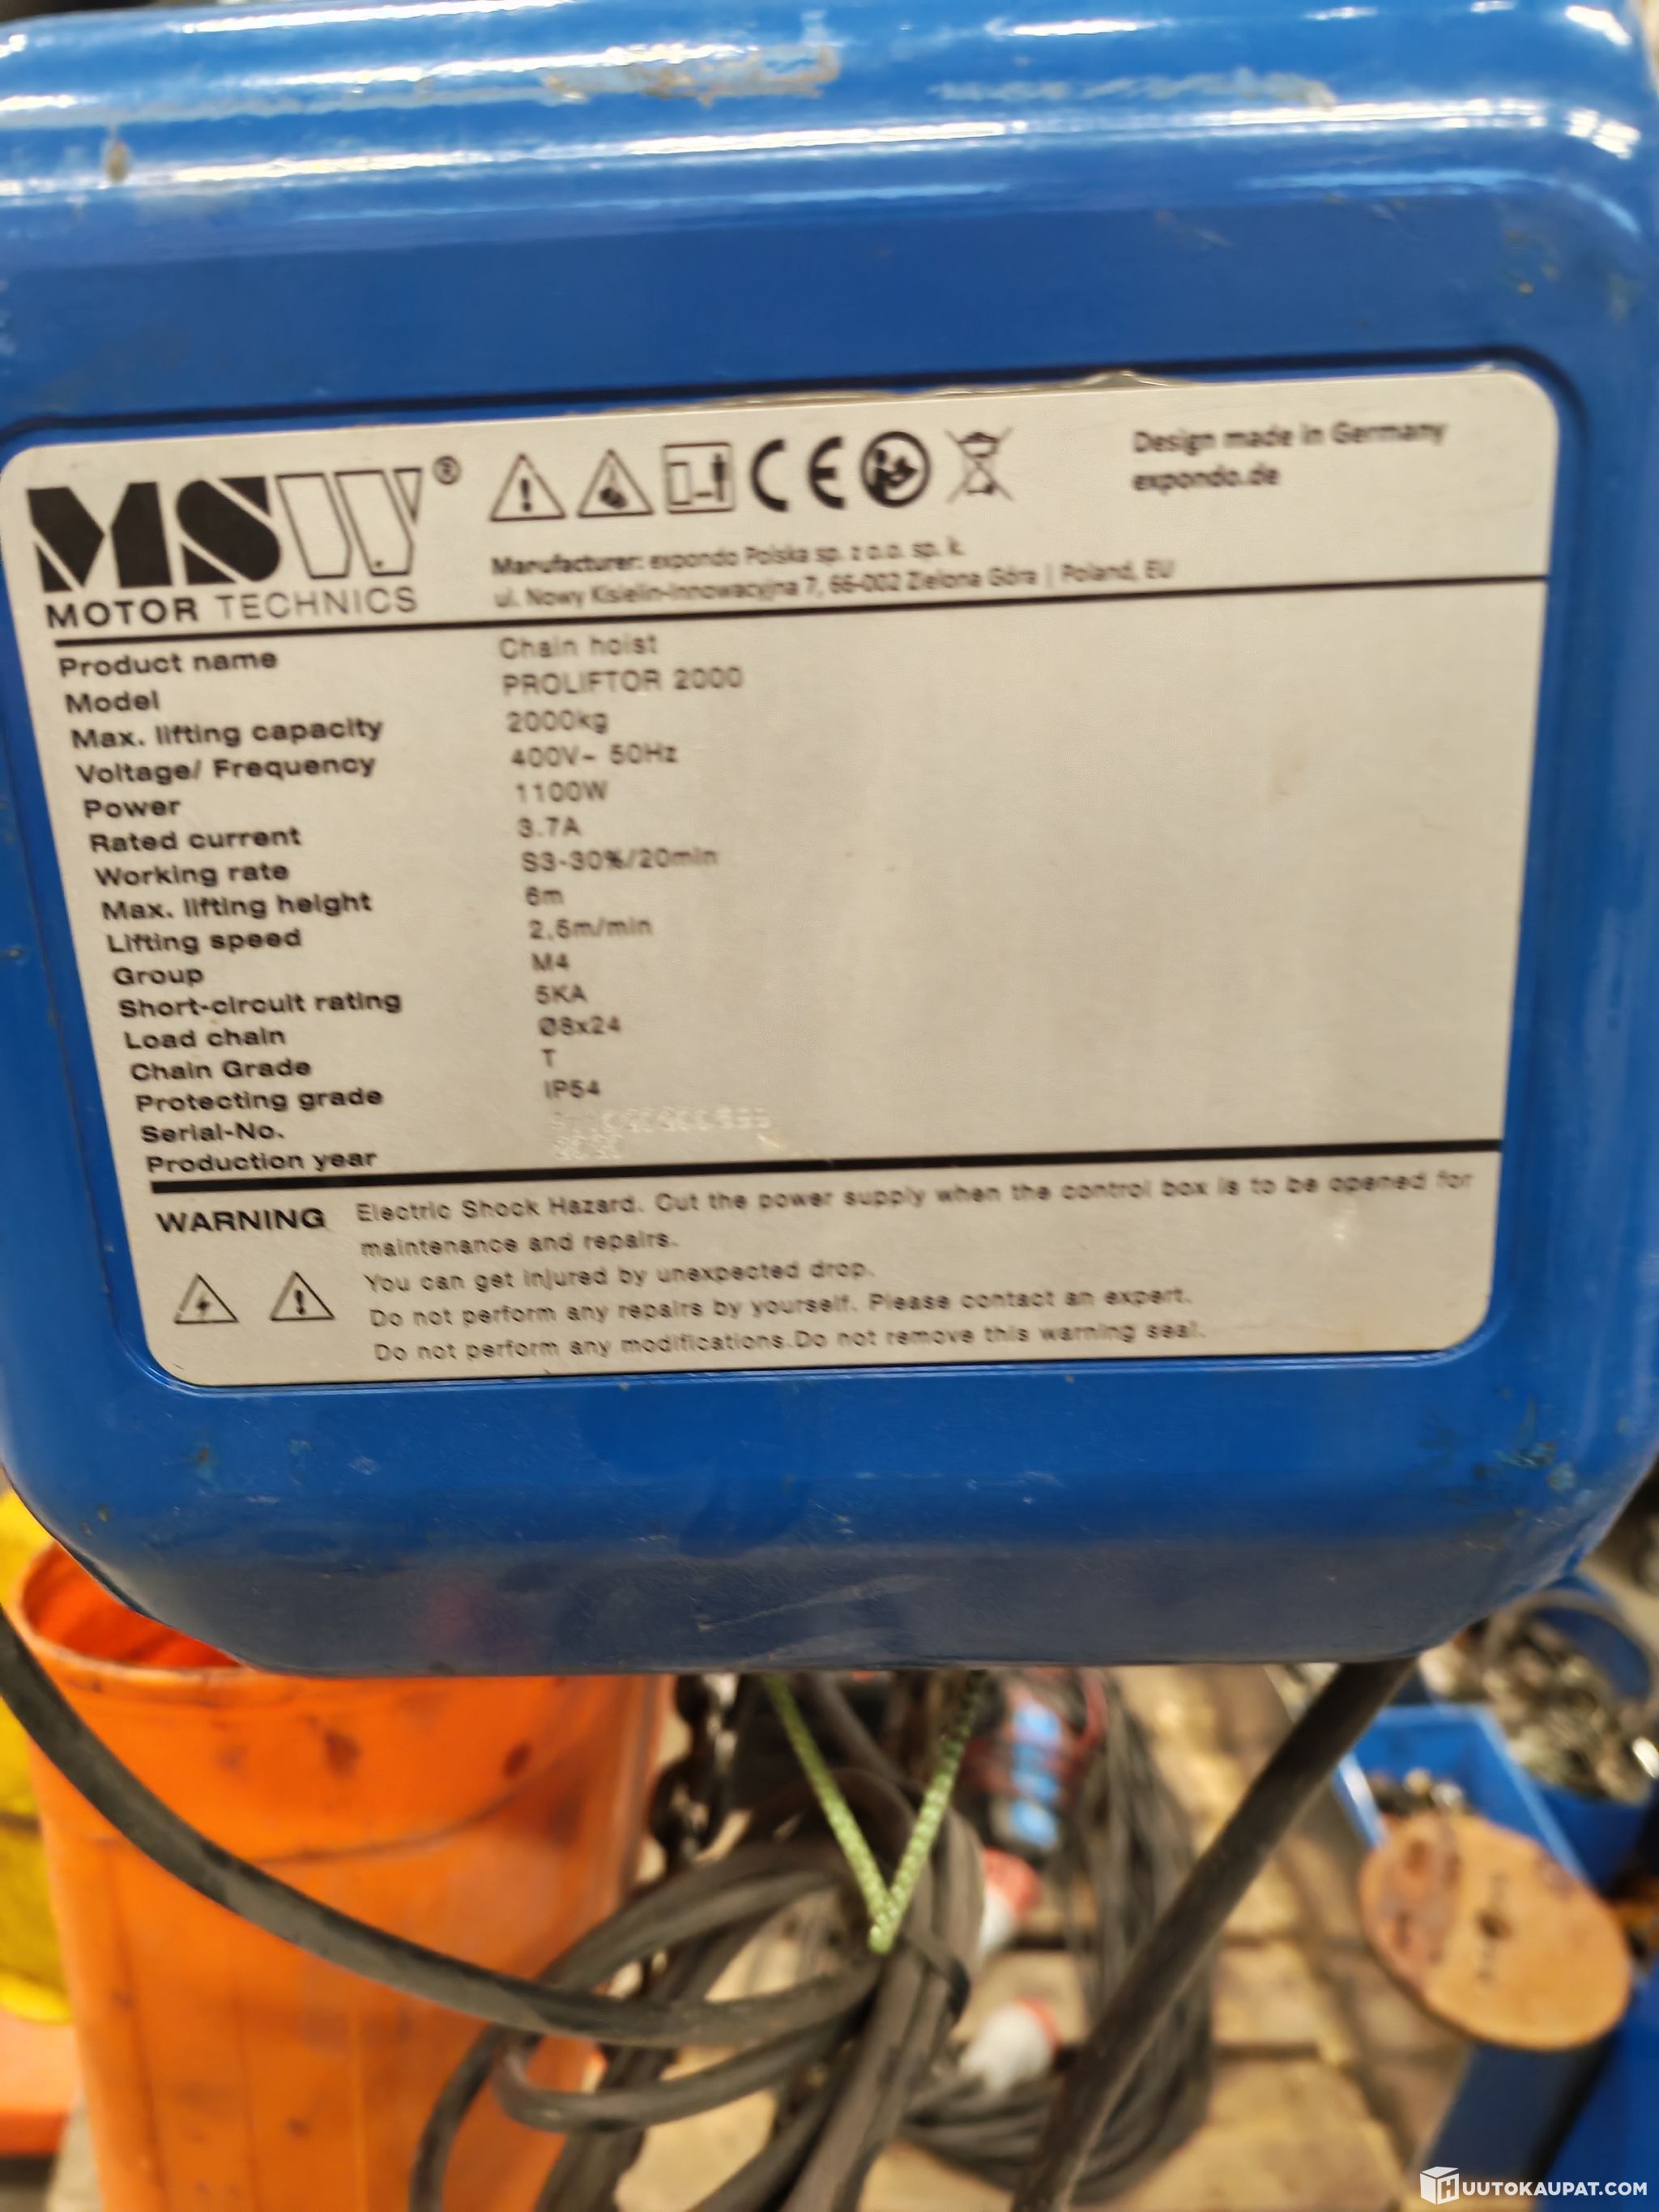 MSW®
MOTOR TECHNICS
CE
Design made in Germany
expondo.de
Manufacturer: expondo Polska sp. z o.o. sp. k.
ul. Nowy Kisielin-Innowacyjna 7, 66-002 Zielona Góra | Poland, EU
Product name Chain hoist
Model PROLIFTOR 2000
Max. lifting capacity 2000kg
Voltage/ Frequency 400V~ 50Hz
Power 1100W
Rated current 3.7A
Working rate S3-30%/20min
Max. lifting height 6m
Lifting speed 2.5m/min
Group M4
Short-circuit rating 5KA
Load chain Ø8x24
Chain Grade T
Protecting grade IP54
Serial-No.
Production year
WARNING Electric Shock Hazard. Cut the power supply when the control box is to be opened for
maintenance and repairs.
You can get injured by unexpected drop.
Do not perform any repairs by yourself. Please contact an expert.
Do not perform any modifications.Do not remove this warning seal.
HUUTOKAUPAT.COM